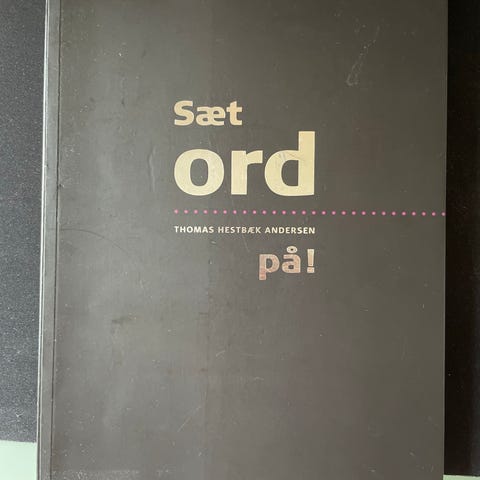 Sæt
ord
THOMAS HESTBÆK ANDERSEN
på!